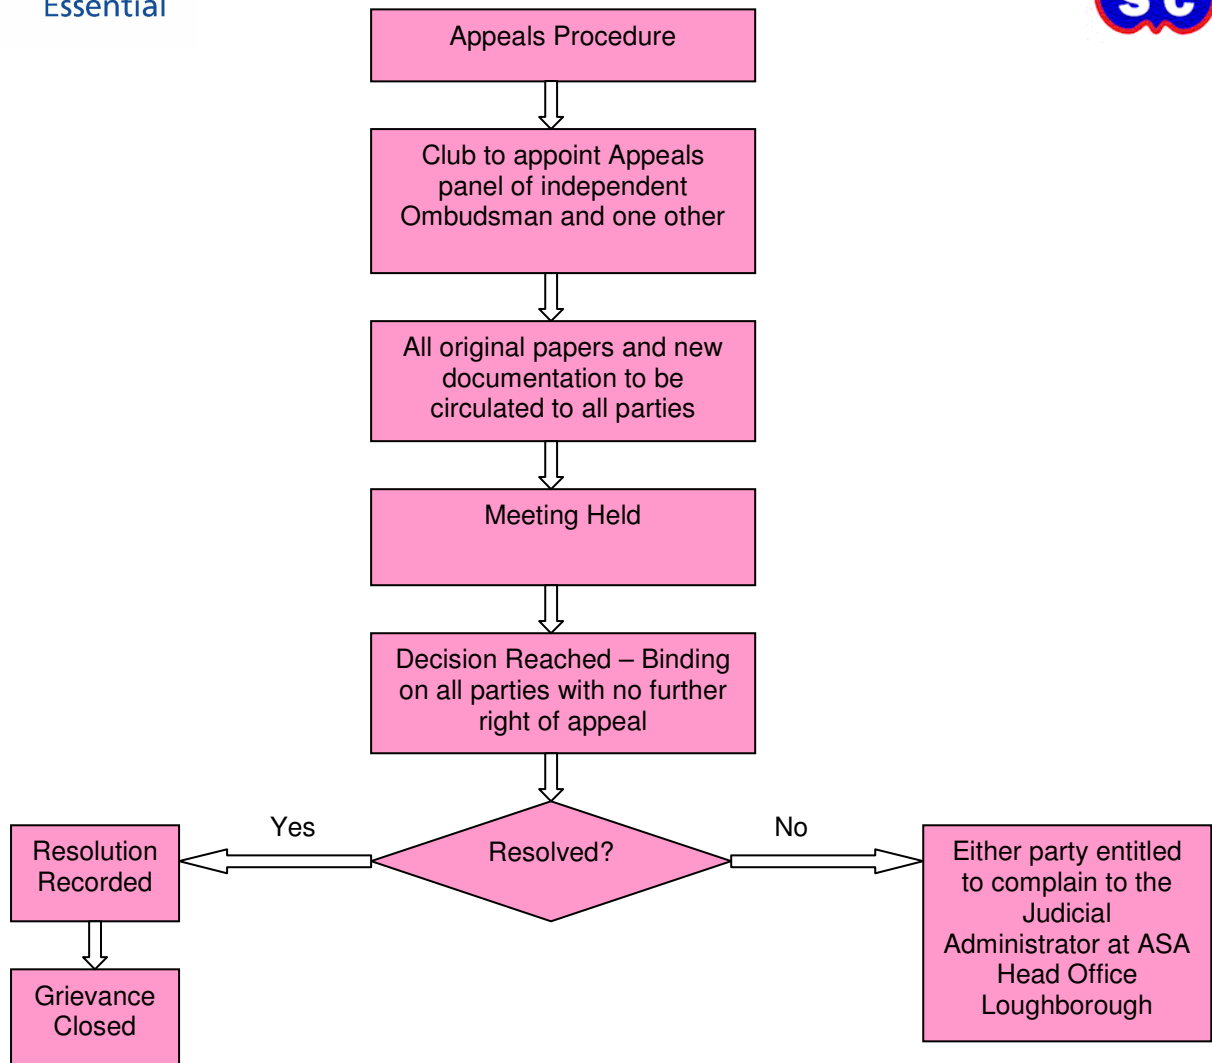 Essential
sc
Appeals Procedure
Club to appoint Appeals
panel of independent
Ombudsman and one other
All original papers and new
documentation to be
circulated to all parties
Meeting Held
Decision Reached – Binding
on all parties with no further
right of appeal
Resolved?
Yes
No
Resolution
Recorded
Grievance
Closed
Either party entitled
to complain to the
Judicial
Administrator at ASA
Head Office
Loughborough